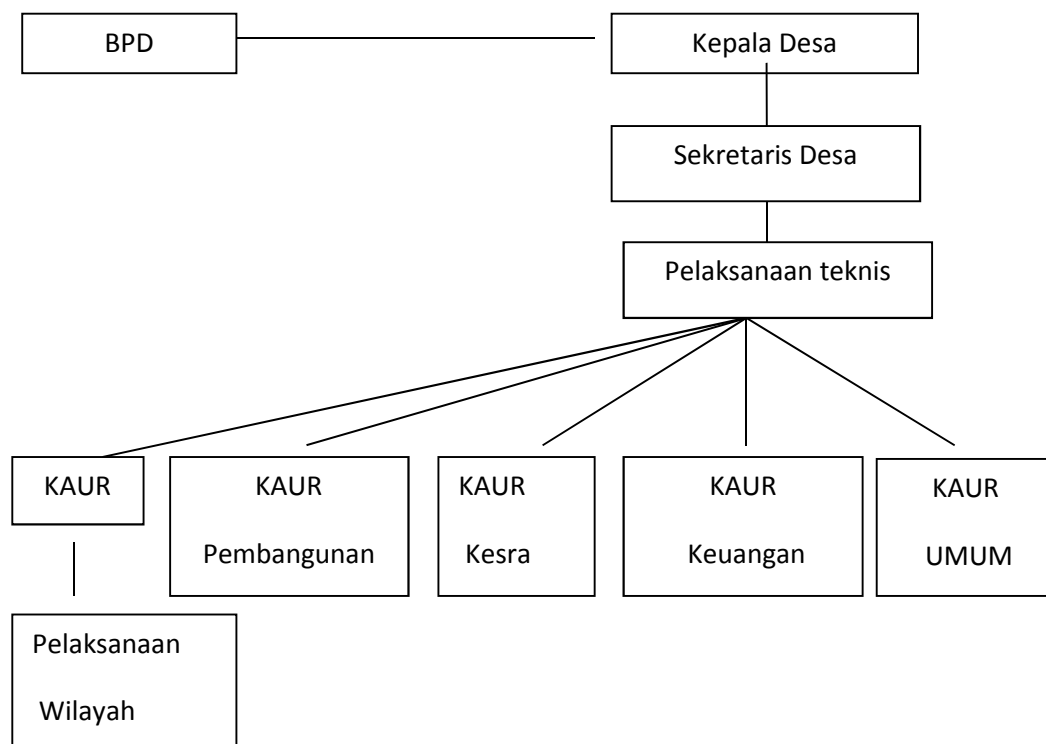 BPD
Kepala Desa
Sekretaris Desa
Pelaksanaan teknis
KAUR
KAUR
Pembangunan
KAUR
Kesra
KAUR
Keuangan
KAUR
UMUM
Pelaksanaan
Wilayah